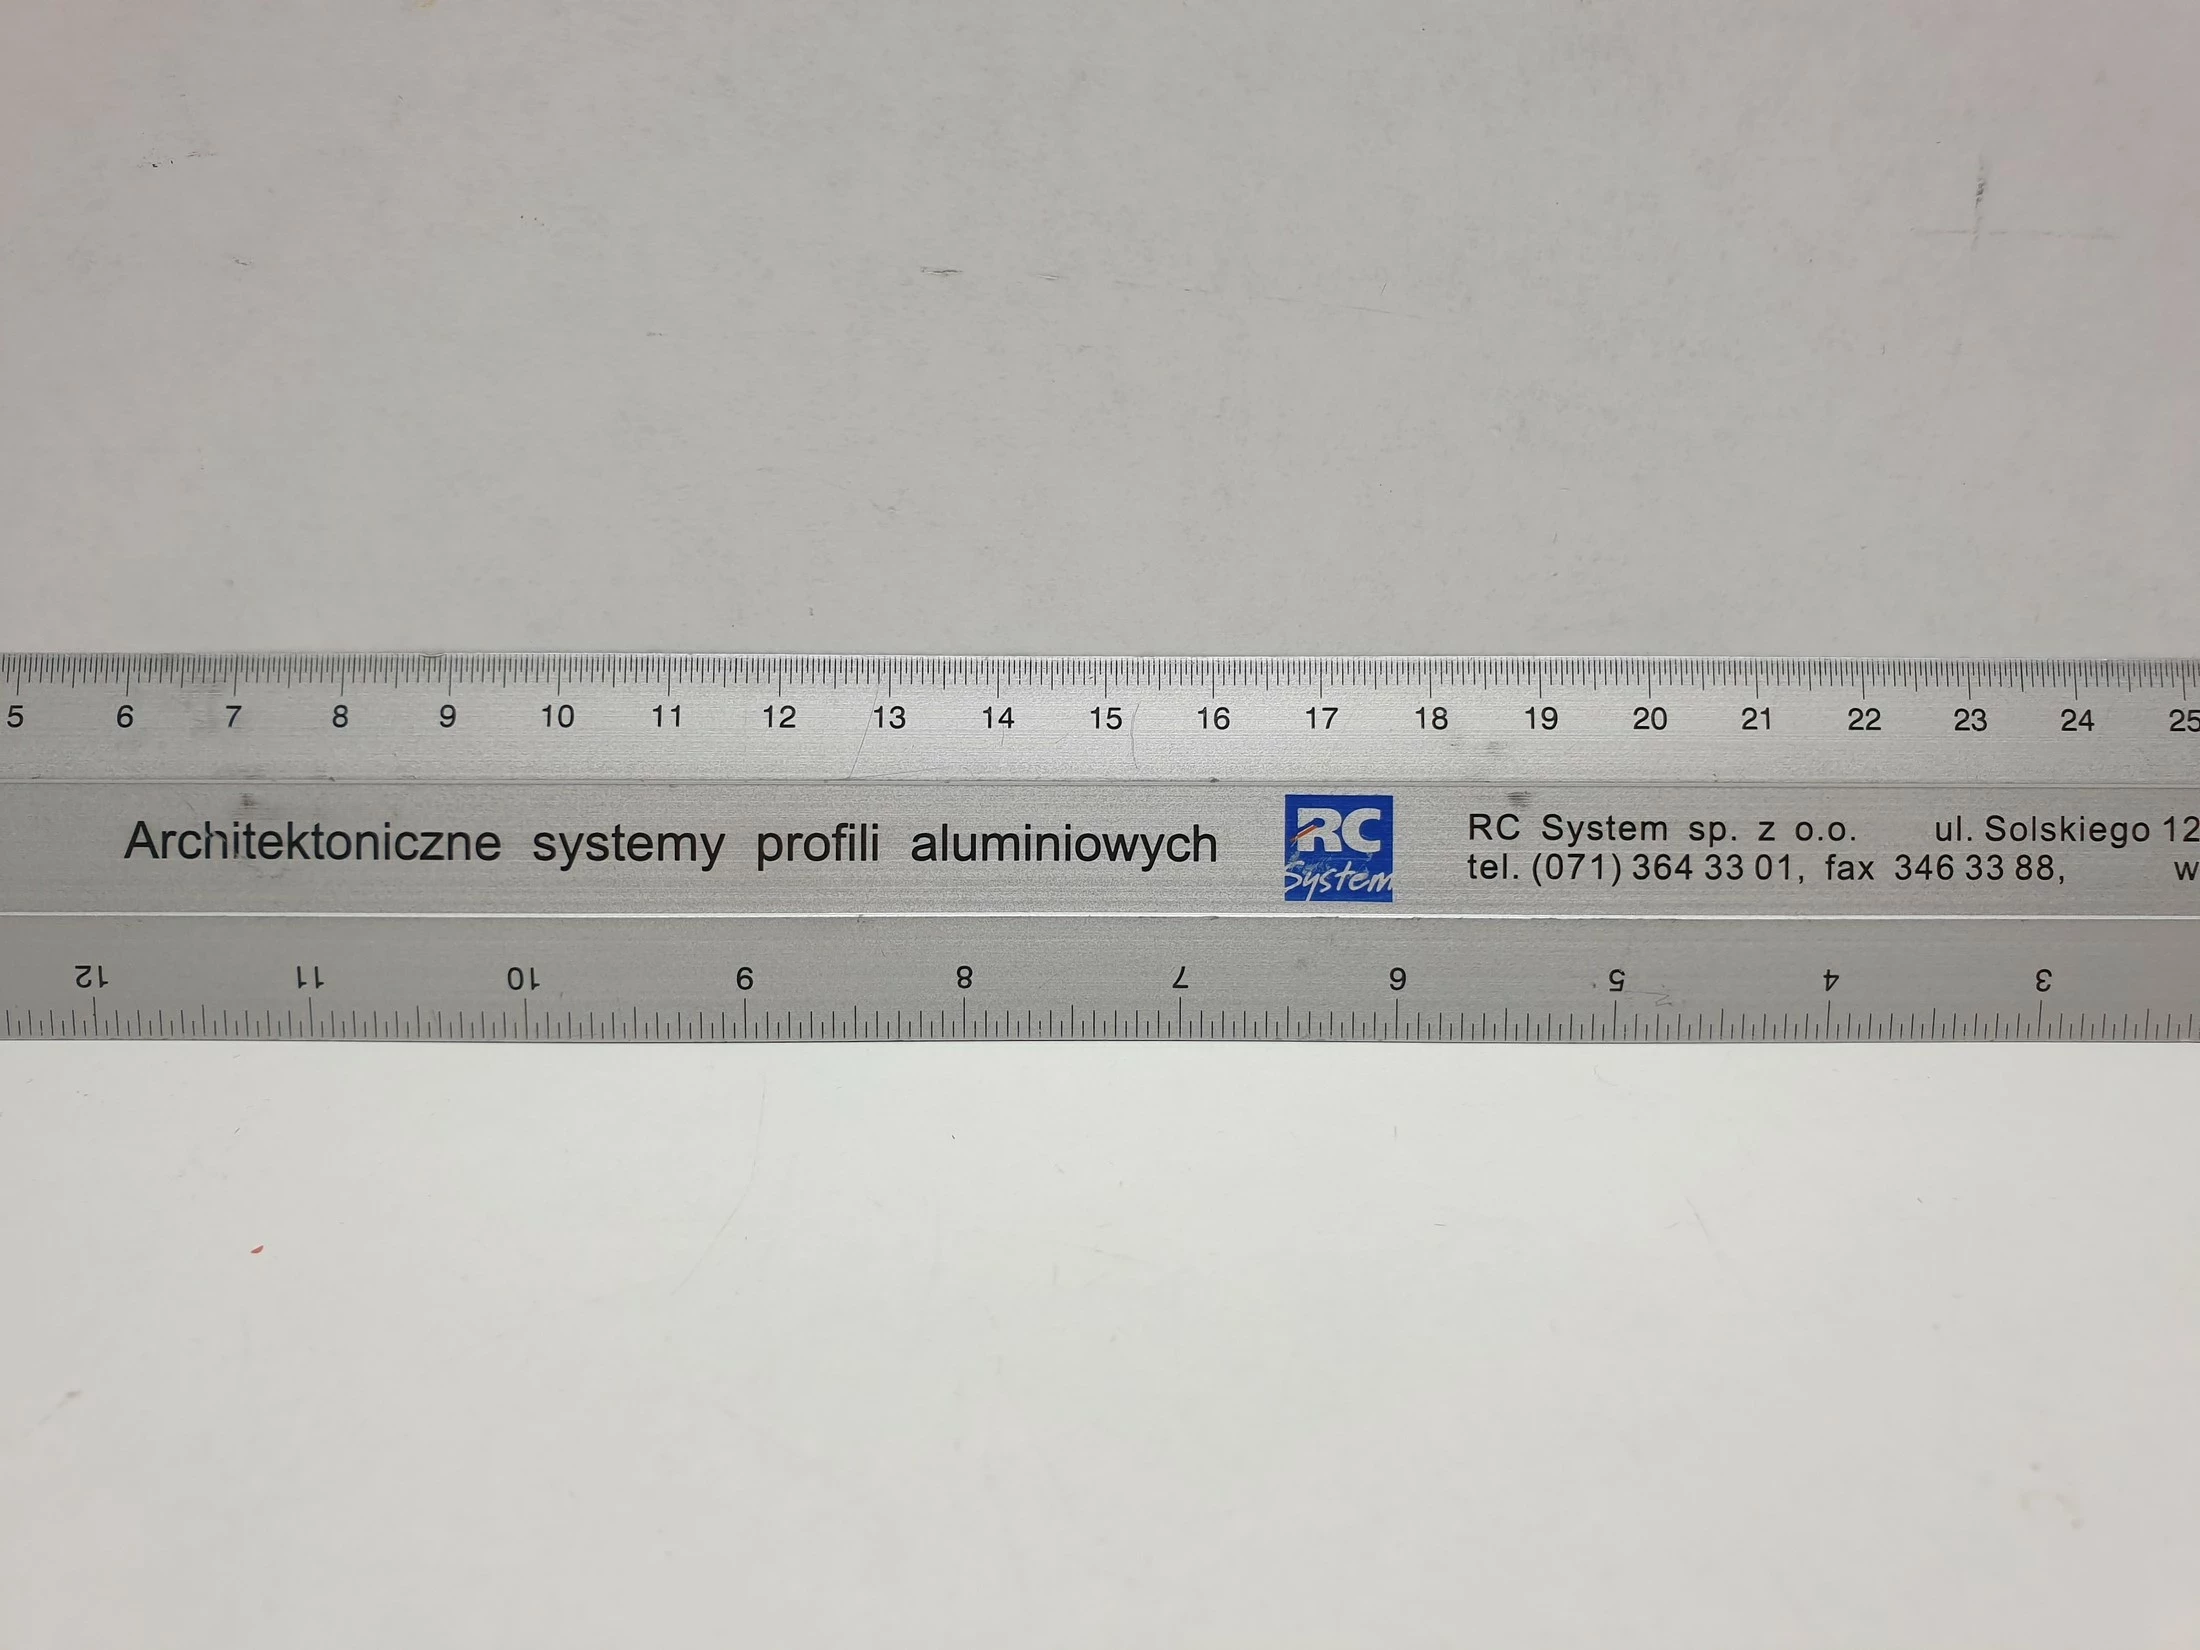 5 6 7 8 9 10 11 12 13 14 15 16 17 18 19 20 21 22 23 24 25
Architektoniczne systemy profili aluminiowych
RC
System
RC System sp. z o.o. ul. Solskiego 12
tel. (071) 364 33 01, fax 346 33 88, w
12 11 10 9 8 7 6 5 4 3